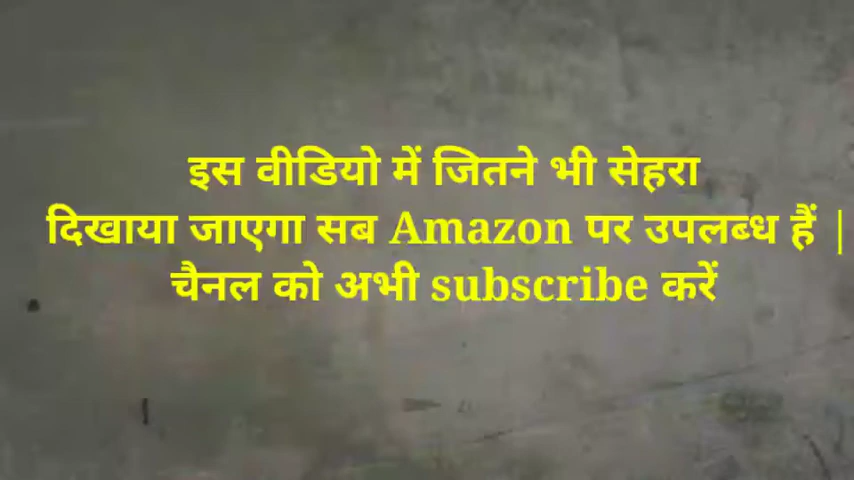 इस वीडियो में जितने भी सेहरा
दिखाया जाएगा सब Amazon पर उपलब्ध हैं |
चैनल को अभी subscribe करें